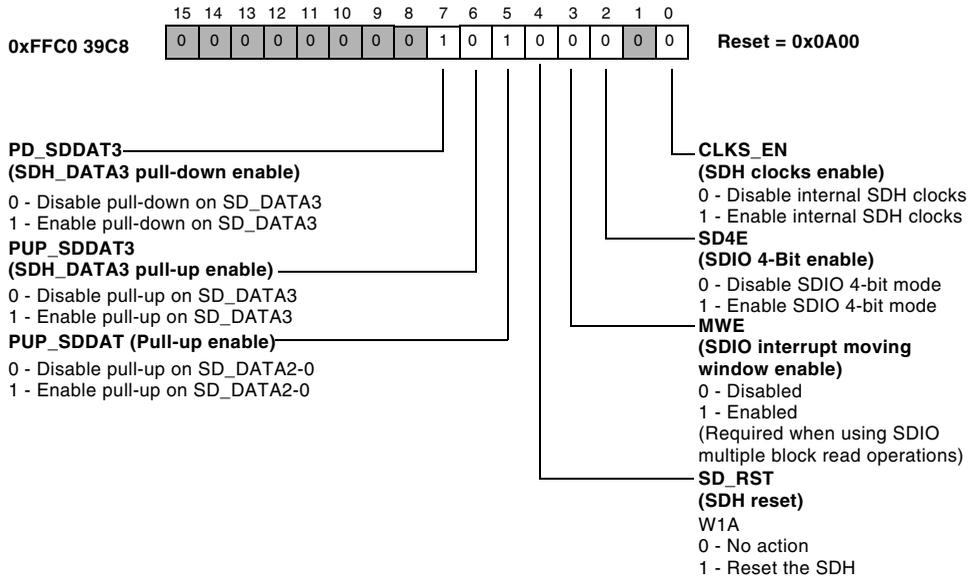 15 14 13 12 11 10 9 8 7 6 5 4 3 2 1 0
0xFFC0 39C8
0 0 0 0 0 0 0 0 1 0 1 0 0 0 0 0
Reset = 0x0A00
PD_SDDAT3
(SDH_DATA3 pull-down enable)
0 - Disable pull-down on SD_DATA3
1 - Enable pull-down on SD_DATA3
PUP_SDDAT3
(SDH_DATA3 pull-up enable)
0 - Disable pull-up on SD_DATA3
1 - Enable pull-up on SD_DATA3
PUP_SDDAT (Pull-up enable)
0 - Disable pull-up on SD_DATA2-0
1 - Enable pull-up on SD_DATA2-0
CLKS_EN
(SDH clocks enable)
0 - Disable internal SDH clocks
1 - Enable internal SDH clocks
SD4E
(SDIO 4-Bit enable)
0 - Disable SDIO 4-bit mode
1 - Enable SDIO 4-bit mode
MWE
(SDIO interrupt moving
window enable)
0 - Disabled
1 - Enabled
(Required when using SDIO
multiple block read operations)
SD_RST
(SDH reset)
W1A
0 - No action
1 - Reset the SDH